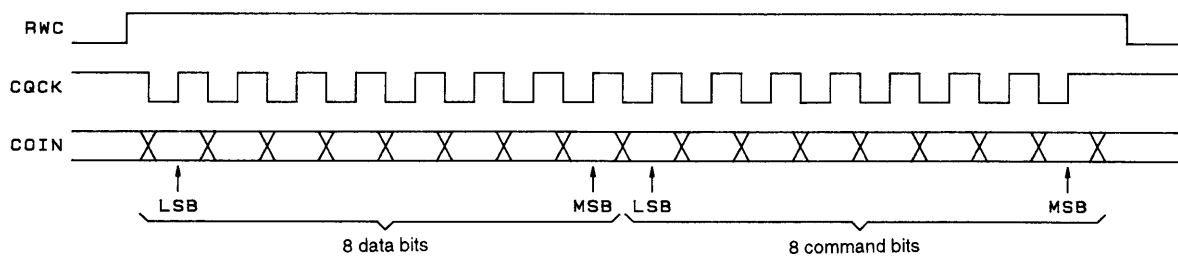 RWC
CQCK
COIN
LSB MSB LSB MSB
8 data bits 8 command bits